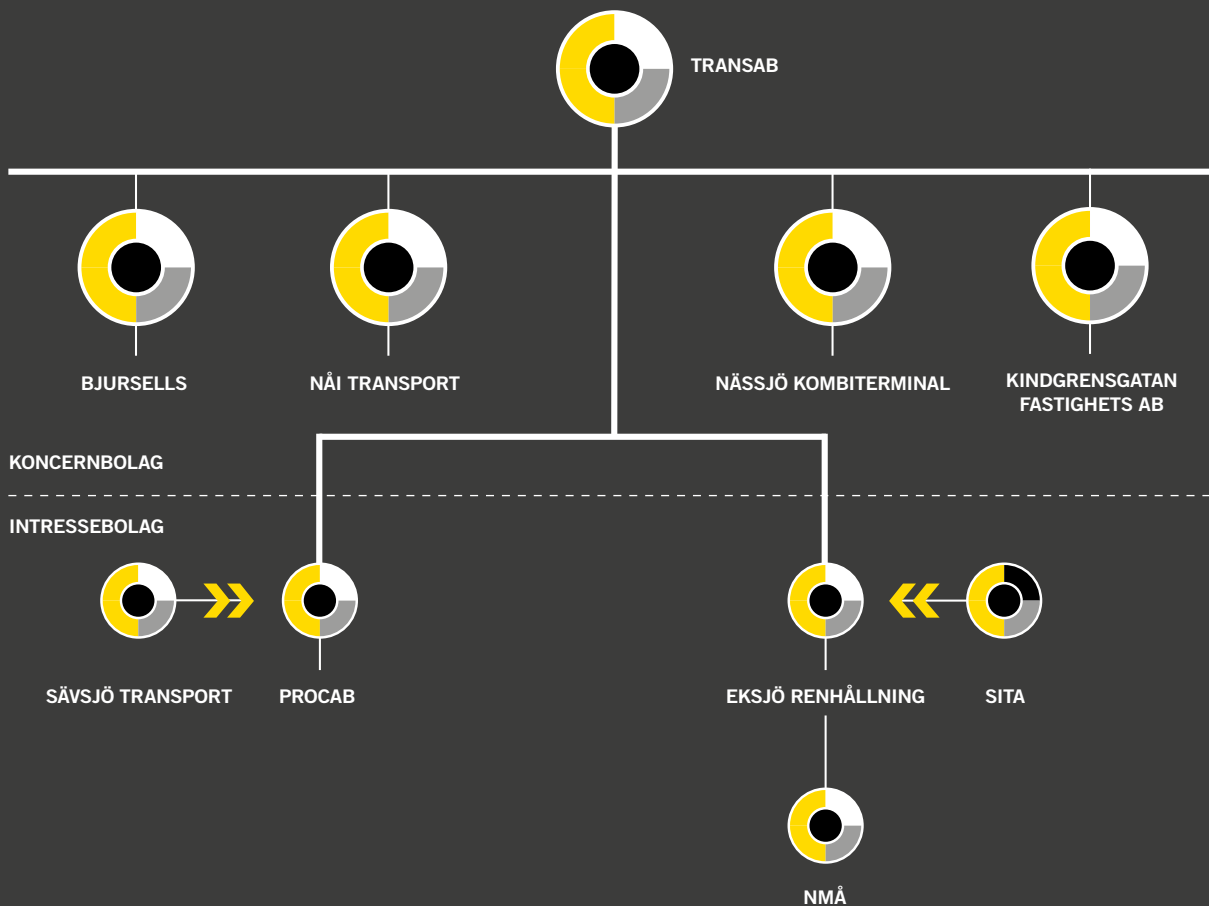 TRANSAB
BJURSELLS
NÅI TRANSPORT
NÄSSJÖ KOMBITERMINAL
KINDGRENSGATAN
FASTIGHETS AB
KONCERNBOLAG
INTRESSEBOLAG
SÄVSJÖ TRANSPORT
PROCAB
EKSJÖ RENHÅLLNING
SITA
NMÅ